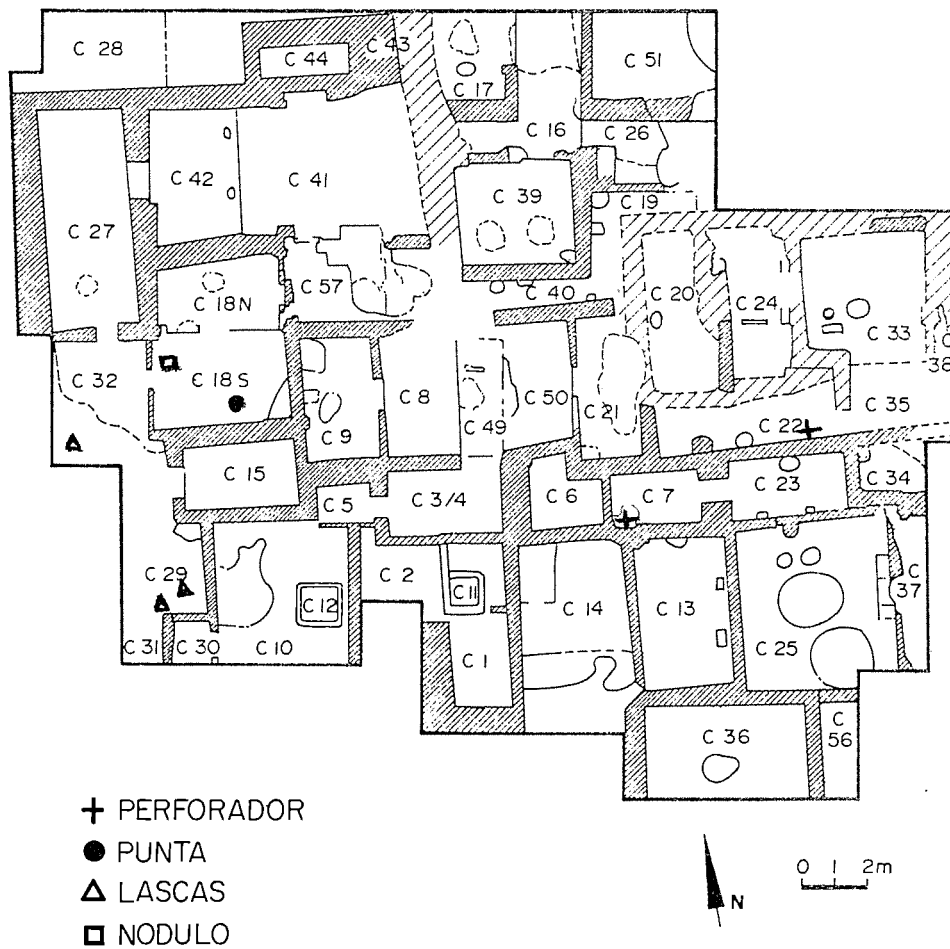 C 28
C 44
C 43
C 17
C 51
C 16
C 26
C 42
C 41
C 39
C 19
C 27
C 57
C 18N
C 40
C 20
C 24
C 33
C 38
C 32
C 18 S
C 9
C 8
C 49
C 50
C 21
C 22
C 35
C 15
C 5
C 3/4
C 6
C 7
C 23
C 34
C 29
C 12
C 2
C 11
C 14
C 13
C 37
C 31
C 30
C 10
C 1
C 25
C 36
C 56
PERFORADOR
PUNTA
LASCAS
NODULO
N
0 1 2m